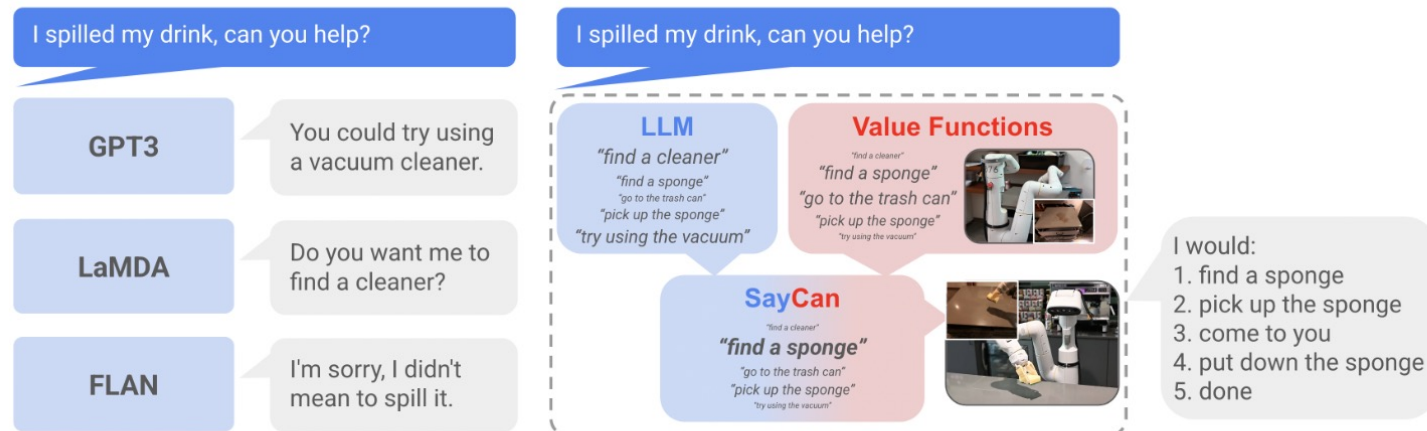 I spilled my drink, can you help?
GPT3
You could try using
a vacuum cleaner.
LaMDA
Do you want me to
find a cleaner?
FLAN
I'm sorry, I didn't
mean to spill it.
I spilled my drink, can you help?
LLM
“find a cleaner”
“find a sponge”
“go to the trash can”
“pick up the sponge”
“try using the vacuum”
Value Functions
“find a cleaner”
“find a sponge”
“go to the trash can”
“pick up the sponge”
“try using the vacuum”
SayCan
“find a cleaner”
“find a sponge”
“go to the trash can”
“pick up the sponge”
“try using the vacuum”
I would:
1. find a sponge
2. pick up the sponge
3. come to you
4. put down the sponge
5. done